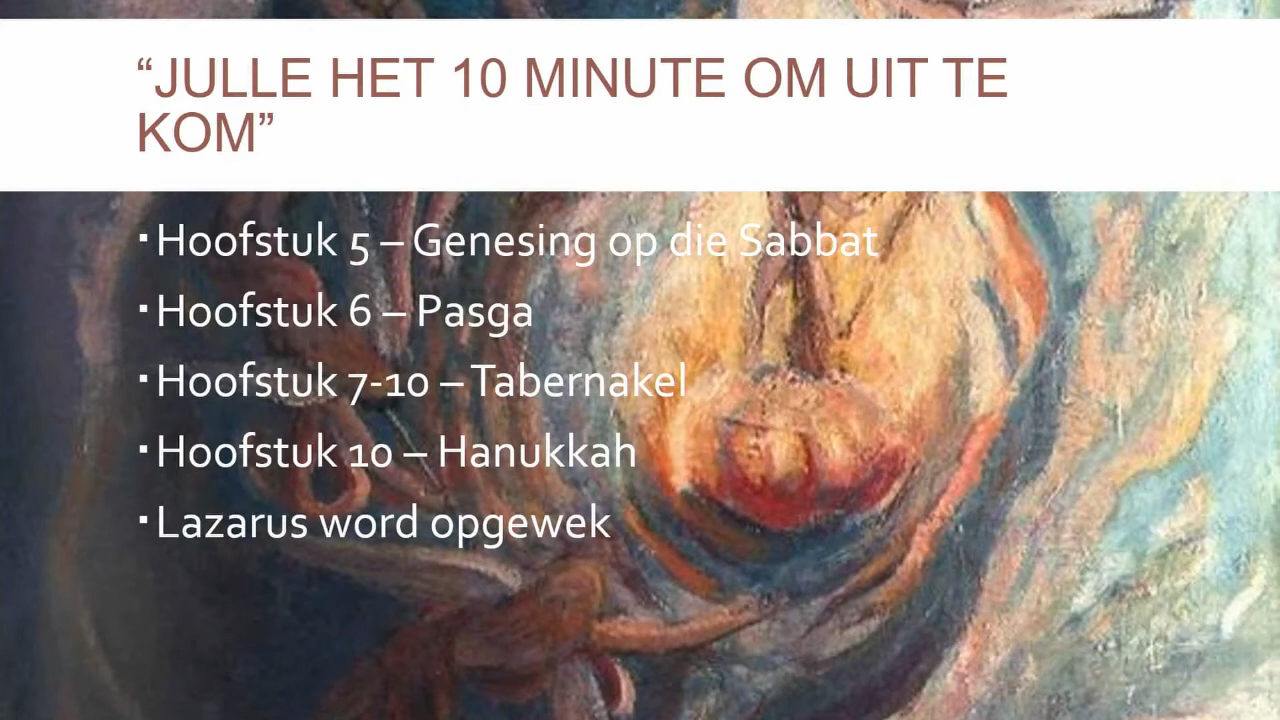 “JULLE HET 10 MINUTE OM UIT TE
KOM”
▪Hoofstuk 5 – Genesing op die Sabbat
▪Hoofstuk 6 – Pasga
▪Hoofstuk 7-10 – Tabernakel
▪Hoofstuk 10 – Hanukkah
▪Lazarus word opgewek